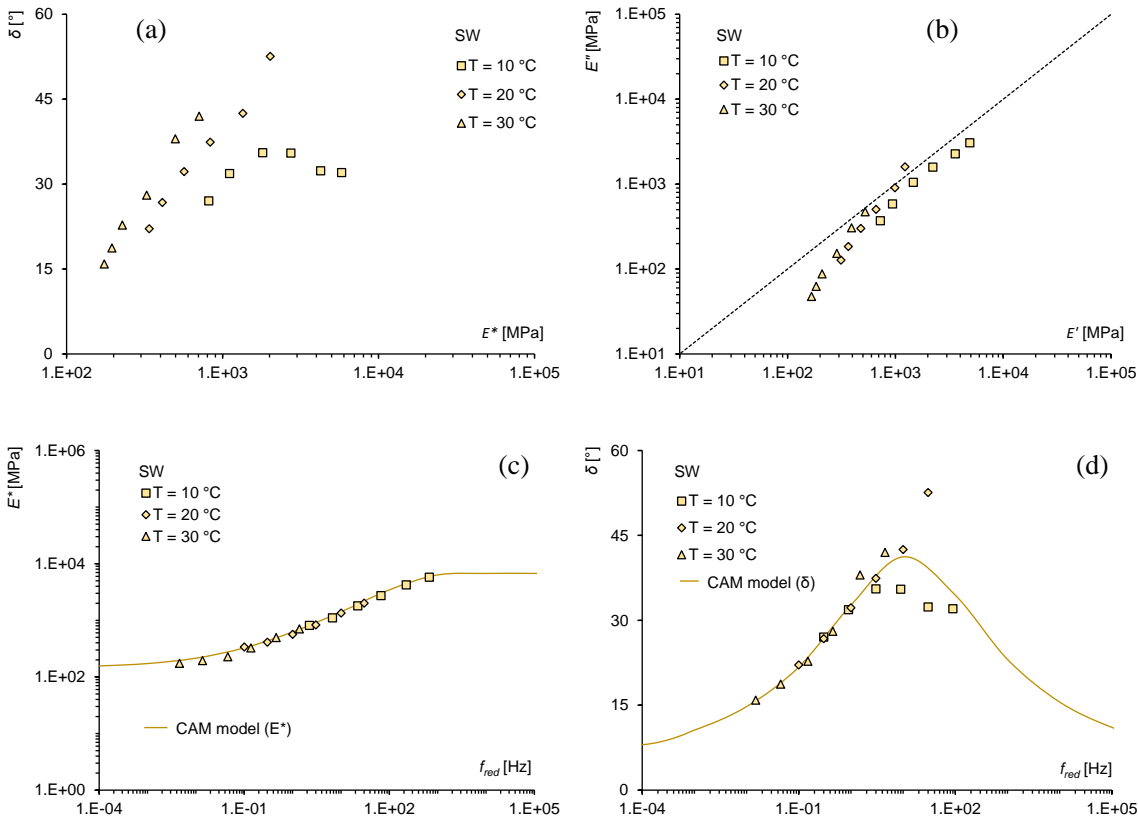 (a)
δ [°]
60
45
30
15
0
SW
T = 10 °C
T = 20 °C
T = 30 °C
E* [MPa]
1.E+02 1.E+03 1.E+04 1.E+05
(b)
E″ [MPa]
1.E+05
1.E+04
1.E+03
1.E+02
1.E+01
SW
T = 10 °C
T = 20 °C
T = 30 °C
E′ [MPa]
1.E+01 1.E+02 1.E+03 1.E+04 1.E+05
(c)
E* [MPa]
1.E+06
1.E+04
1.E+02
1.E+00
SW
T = 10 °C
T = 20 °C
T = 30 °C
CAM model (E*)
fred [Hz]
1.E-04 1.E-01 1.E+02 1.E+05
(d)
δ [°]
60
45
30
15
0
SW
T = 10 °C
T = 20 °C
T = 30 °C
CAM model (δ)
fred [Hz]
1.E-04 1.E-01 1.E+02 1.E+05